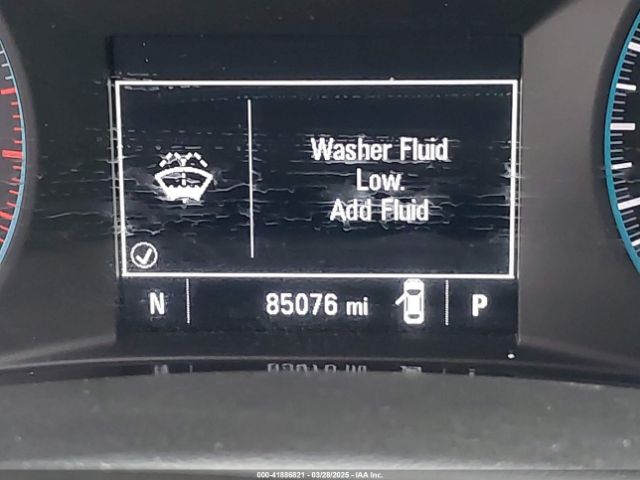 Washer Fluid
Low.
Add Fluid
N 85076 mi P
000-41886821 - 03/28/2025 - IAA Inc.